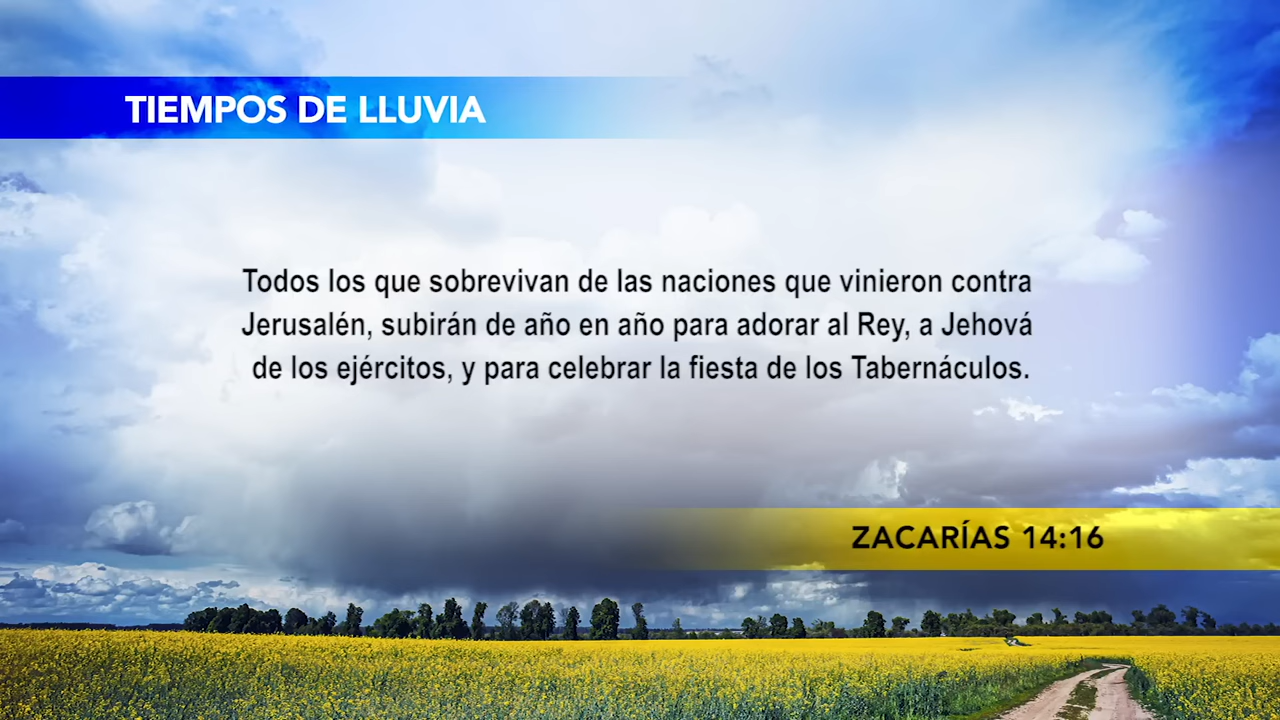 TIEMPOS DE LLUVIA
Todos los que sobrevivan de las naciones que vinieron contra
Jerusalén, subirán de año en año para adorar al Rey, a Jehová
de los ejércitos, y para celebrar la fiesta de los Tabernáculos.
ZACARÍAS 14:16